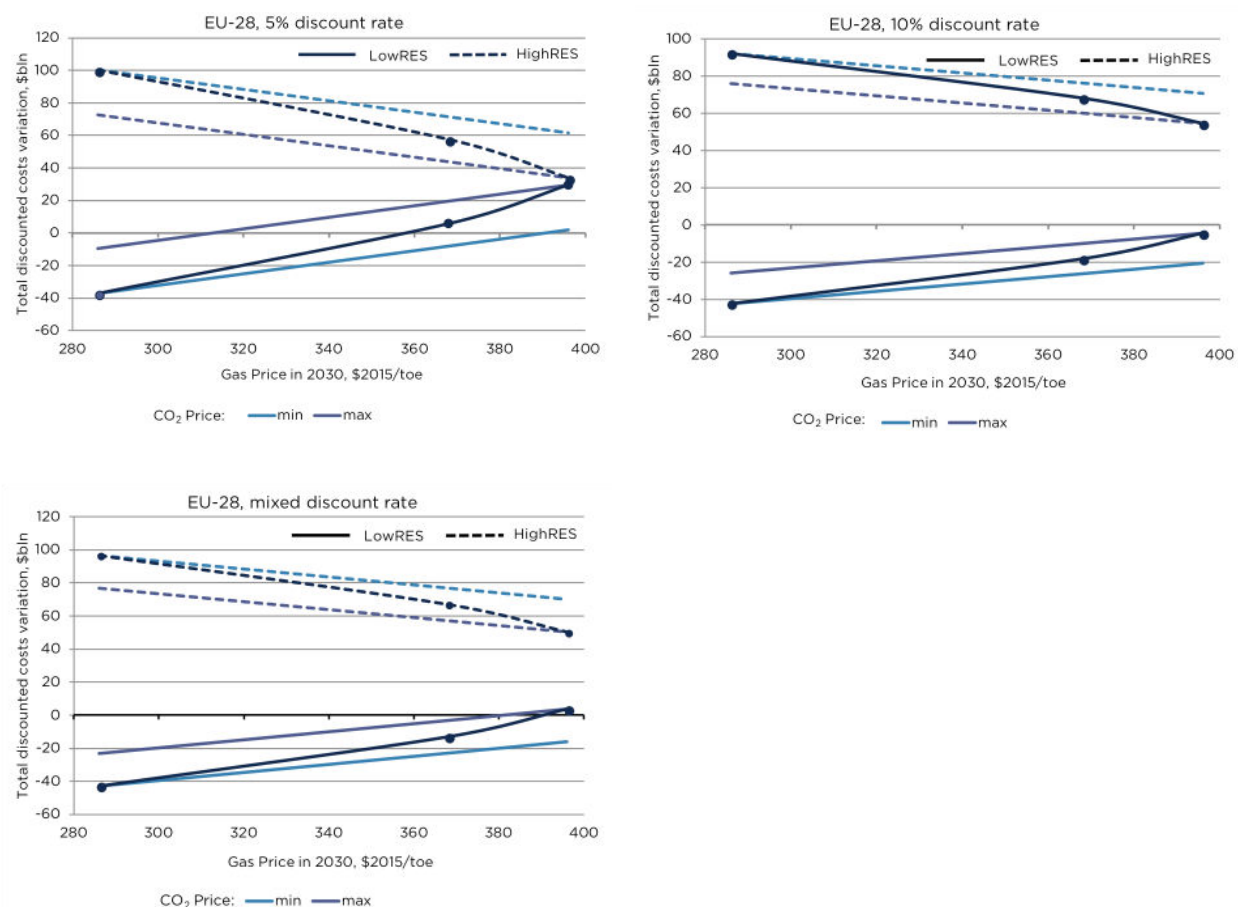 EU-28, 5% discount rate
120
100
80
60
40
20
0
-20
-40
-60
280 300 320 340 360 380 400
LowRES HighRES
Total discounted costs variation, $bln
Gas Price in 2030, $2015/toe
CO₂ Price: min max
EU-28, 10% discount rate
100
80
60
40
20
0
-20
-40
-60
280 300 320 340 360 380 400
LowRES HighRES
Total discounted costs variation, $bln
Gas Price in 2030, $2015/toe
CO₂ Price: min max
EU-28, mixed discount rate
120
100
80
60
40
20
0
-20
-40
-60
280 300 320 340 360 380 400
LowRES HighRES
Total discounted costs variation, $bln
Gas Price in 2030, $2015/toe
CO₂ Price: min max